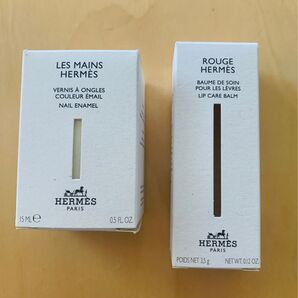 LES MAINS
HERMÈS
VERNIS À ONGLES
COULEUR ÉMAIL
NAIL ENAMEL
HERMÈS
PARIS
15 ML ℮ 0.5 FL. OZ.
ROUGE
HERMÈS
BAUME DE SOIN
POUR LES LÈVRES
LIP CARE BALM
HERMÈS
PARIS
POIDS NET 3,5 g NET WT. 0.12 OZ.